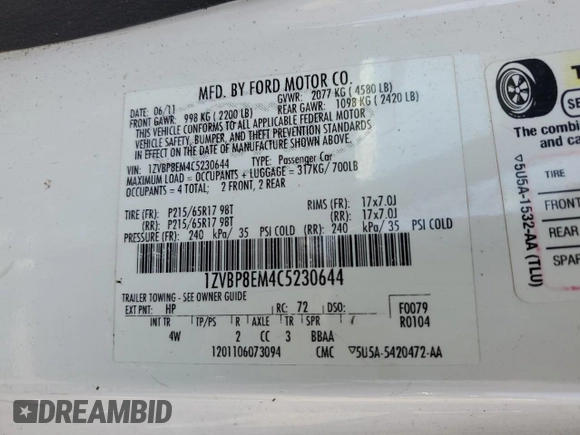 MFD. BY FORD MOTOR CO.
DATE: 06/11 GVWR: 2077 KG ( 4580 LB)
FRONT GAWR: 998 KG ( 2200 LB) REAR GAWR: 1098 KG ( 2420 LB)
THIS VEHICLE CONFORMS TO ALL APPLICABLE FEDERAL MOTOR
VEHICLE SAFETY, BUMPER, AND THEFT PREVENTION STANDARDS
IN EFFECT ON THE DATE OF MANUFACTURE SHOWN ABOVE.
VIN: 1ZVBP8EM4C5230644 TYPE: Passenger Car
MAXIMUM LOAD = OCCUPANTS + LUGGAGE = 317KG/ 700LB
OCCUPANTS = 4 TOTAL; 2 FRONT, 2 REAR
TIRE (FR): P215/65R17 98T RIMS (FR): 17x7.0J
(RR): P215/65R17 98T (RR): 17x7.0J
PRESSURE (FR): 240 kPa/ 35 PSI COLD (RR): 240 kPa/ 35 PSI COLD
1ZVBP8EM4C5230644
TRAILER TOWING - SEE OWNER GUIDE
EXT PNT: HP RC: 72 DSO: F0079
R0104
INT TR TP/PS R AXLE TR SPR
4W 2 CC 3 BBAA
1201106073094 CMC ▽5U5A-5420472-AA
▽5U5A-1532-AA (TLU)
The combin
and ca
TIRE
FRONT
REAR
SPAR
DREAMBID